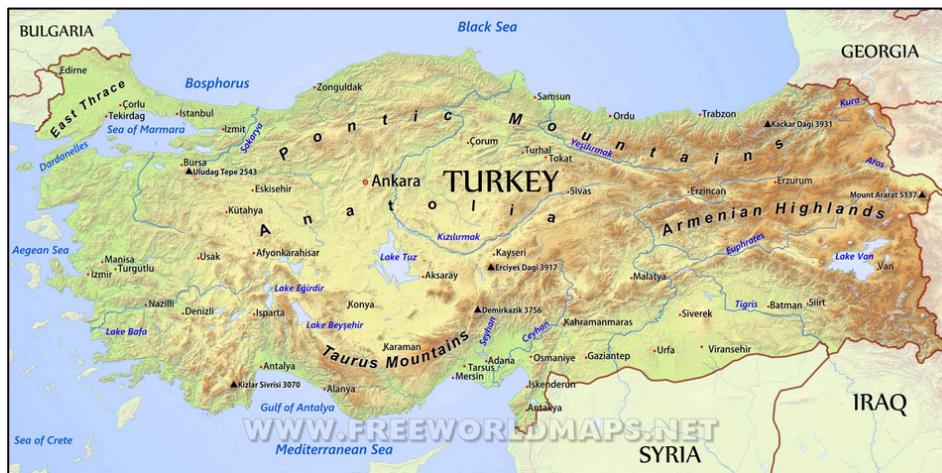 Black Sea
BULGARIA
GEORGIA
Edirne
Bosphorus
Zonguldak
Samsun
Kura
East Thrace
Çorlu
Tekirdag
Istanbul
Ordu
Trabzon
Kackar Dagi 3931
Sea of Marmara
Izmit
Sakarya
Pontic Mountains
Çorum
Yeşilırmak
Dardonelles
Turhal
Tokat
Aras
Bursa
Uludag Tepe 2543
Ankara
TURKEY
Eskisehir
Sivas
Erzincan
Erzurum
Mount Ararat 5137
Kütahya
Anatolia
Armenian Highlands
Kızılırmak
Aegean Sea
Afyonkarahisar
Kayseri
Euphrates
Manisa
Turgutlu
Usak
Lake Tuz
Erciyes Dagi 3917
Lake Van
Van
Izmir
Aksaray
Malatya
Lake Eğirdir
Nazilli
Denizli
Isparta
Konya
Demirkazik 3756
Tigris
Batman
Siirt
Siverek
Lake Bafa
Lake Beyşehir
Seyhan
Ceyhan
Kahramanmaras
Taurus Mountains
Karaman
Adana
Osmaniye
Gaziantep
Urfa
Viransehir
Antalya
Tarsus
Mersin
Kizlar Sivrisi 3070
Alanya
Iskenderun
Gulf of Antalya
Antakya
IRAQ
WWW.FREEWORLDMAPS.NET
Sea of Crete
Mediterranean Sea
SYRIA